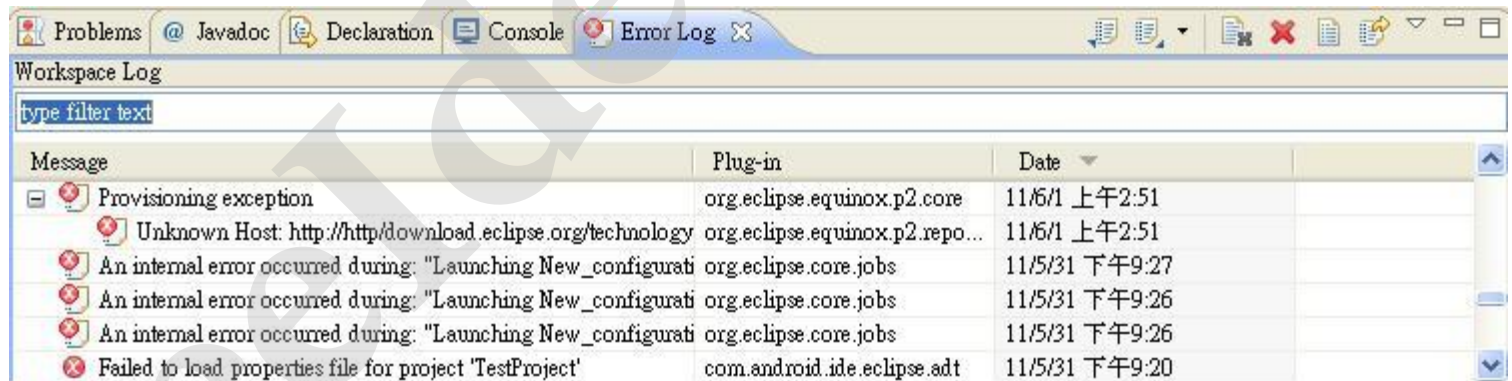 Problems @ Javadoc Declaration Console Error Log
Workspace Log
type filter text
Message Plug-in Date
Provisioning exception org.eclipse.equinox.p2.core 11/6/1 上午2:51
Unknown Host: http://http/download.eclipse.org/technology org.eclipse.equinox.p2.repo... 11/6/1 上午2:51
An internal error occurred during: "Launching New_configurati org.eclipse.core.jobs 11/5/31 下午9:27
An internal error occurred during: "Launching New_configurati org.eclipse.core.jobs 11/5/31 下午9:26
An internal error occurred during: "Launching New_configurati org.eclipse.core.jobs 11/5/31 下午9:26
Failed to load properties file for project 'TestProject' com.android.ide.eclipse.adt 11/5/31 下午9:20